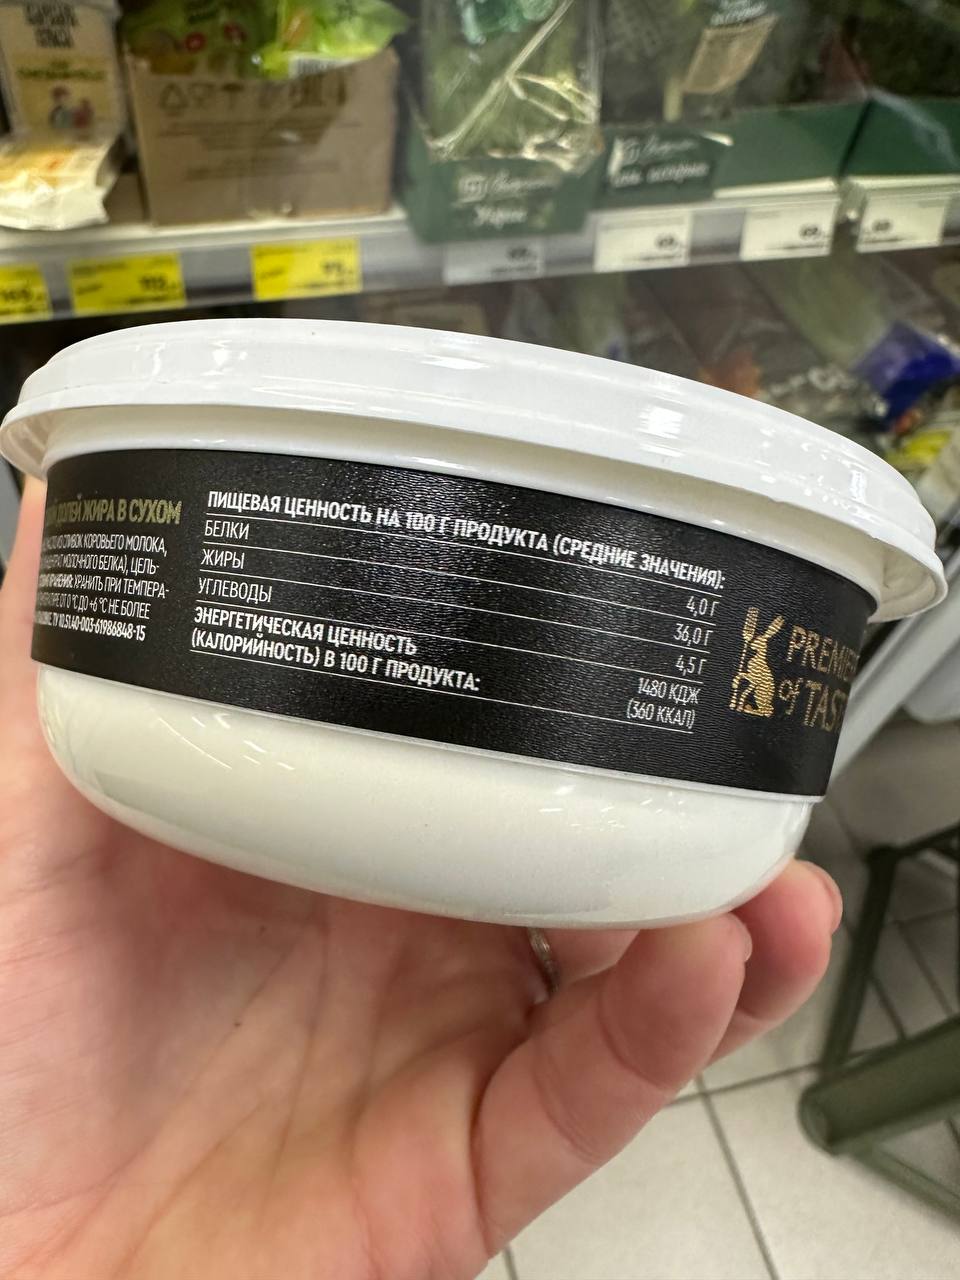 ДОЛЕЙ ЖИРА В СУХОМ
СЛИВОК КОРОВЬЕГО МОЛОКА,
МОЛОЧНОГО БЕЛКА), ЦЕЛЬ-
ХРАНИТЬ ПРИ ТЕМПЕРА-
ОТ 0 °С ДО +6 °С НЕ БОЛЕЕ
ТУ 10.51.40-003-61986848-15
ПИЩЕВАЯ ЦЕННОСТЬ НА 100 Г ПРОДУКТА (СРЕДНИЕ ЗНАЧЕНИЯ):
БЕЛКИ 4,0 Г
ЖИРЫ 36,0 Г
УГЛЕВОДЫ 4,5 Г
ЭНЕРГЕТИЧЕСКАЯ ЦЕННОСТЬ 1480 КДЖ
(КАЛОРИЙНОСТЬ) В 100 Г ПРОДУКТА: (360 ККАЛ)
PREMIE
of TAST